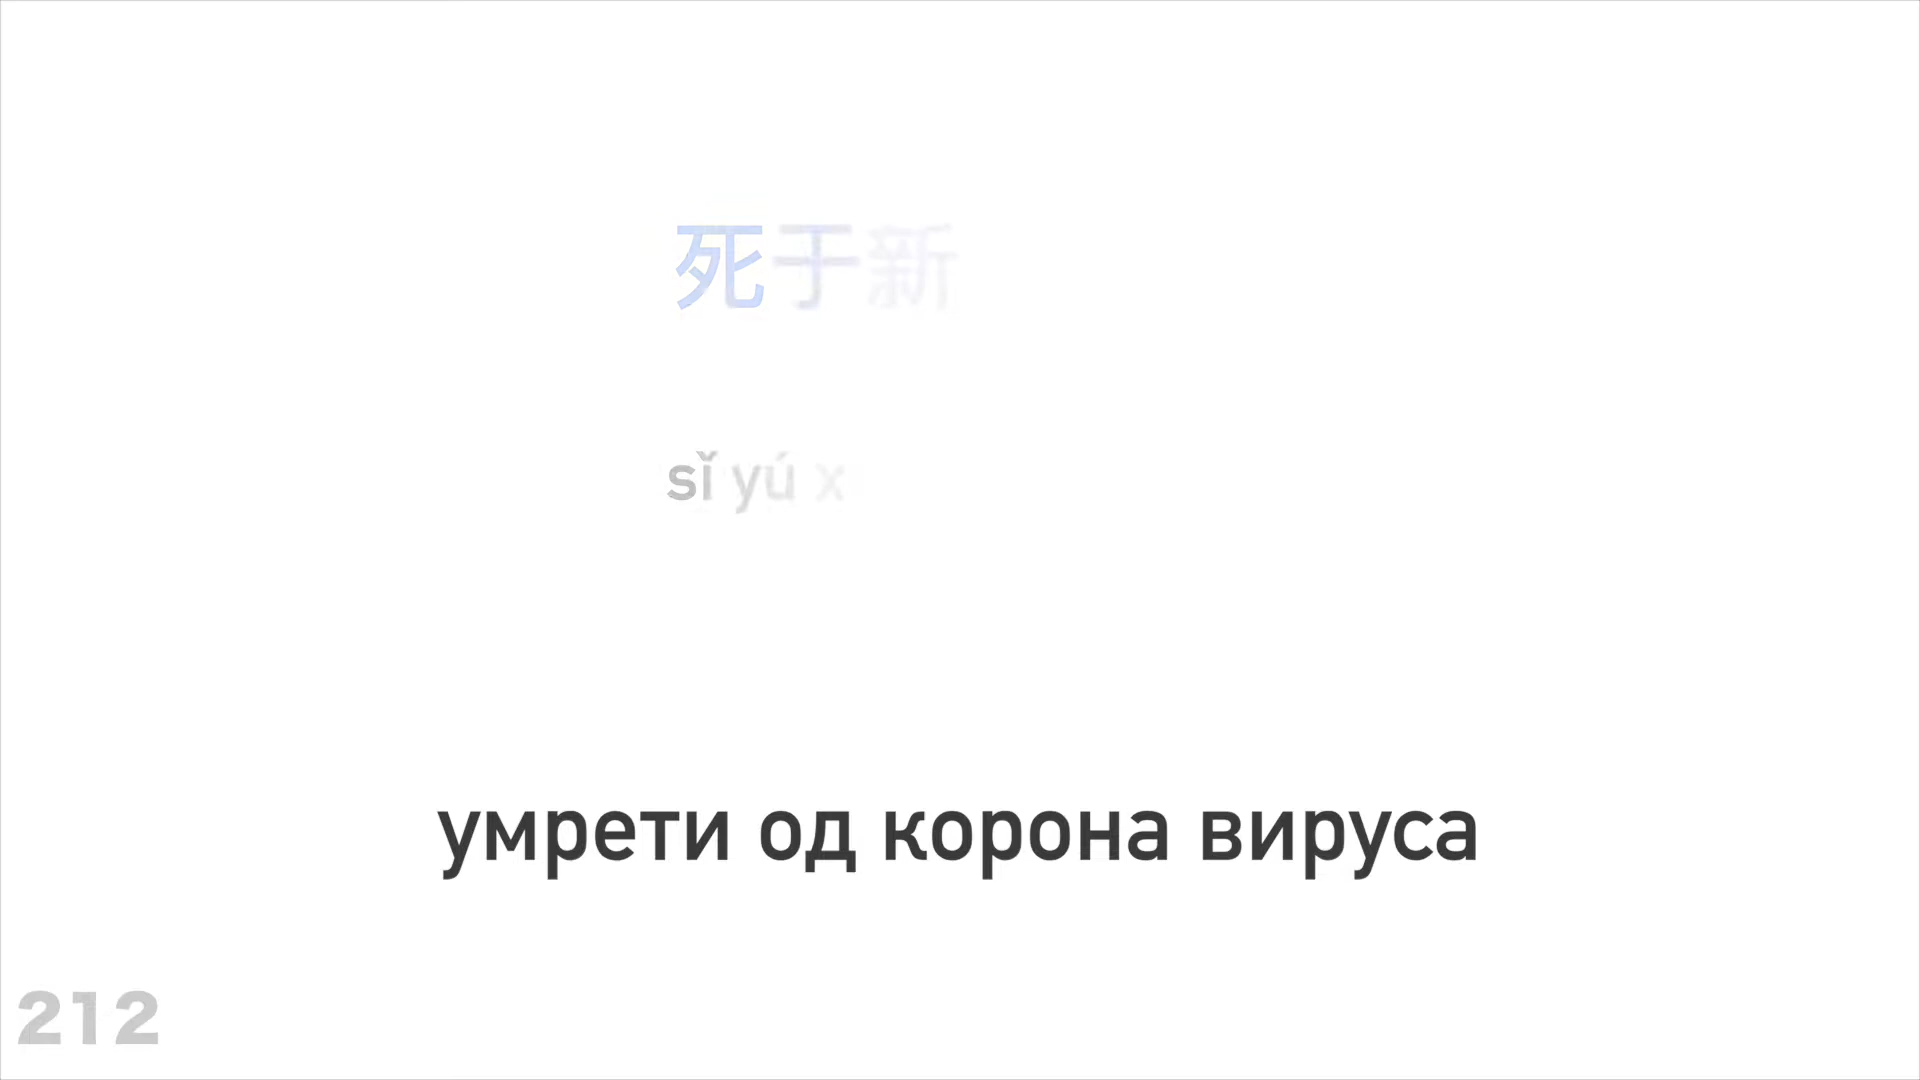 死于新
sǐ yú x
умрети од корона вируса
212